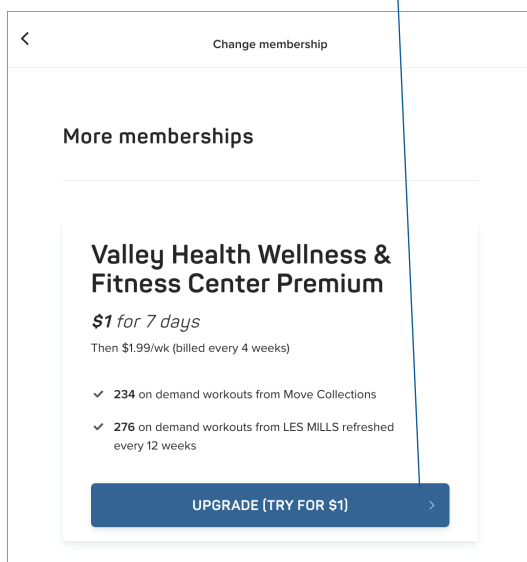 Change membership
More memberships
Valley Health Wellness &
Fitness Center Premium
$1 for 7 days
Then $1.99/wk (billed every 4 weeks)
234 on demand workouts from Move Collections
276 on demand workouts from LES MILLS refreshed
every 12 weeks
UPGRADE (TRY FOR $1)